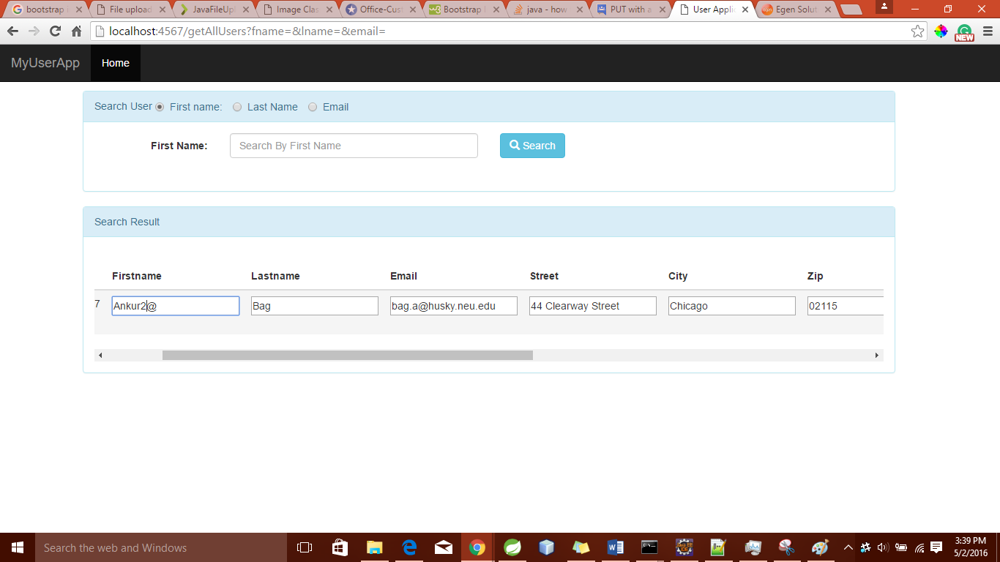 bootstrap i
File upload
JavaFileUpl
Image Clas
Office-Cust
Bootstrap I
java - how
PUT with a
User Applic
Egen Solut
localhost:4567/getAllUsers?fname=&lname=&email=
NEW
MyUserApp Home
Search User First name: Last Name Email
First Name: Search By First Name Search
Search Result
Firstname Lastname Email Street City Zip
7 Ankur2@ Bag bag.a@husky.neu.edu 44 Clearway Street Chicago 02115
Search the web and Windows
3:39 PM
5/2/2016